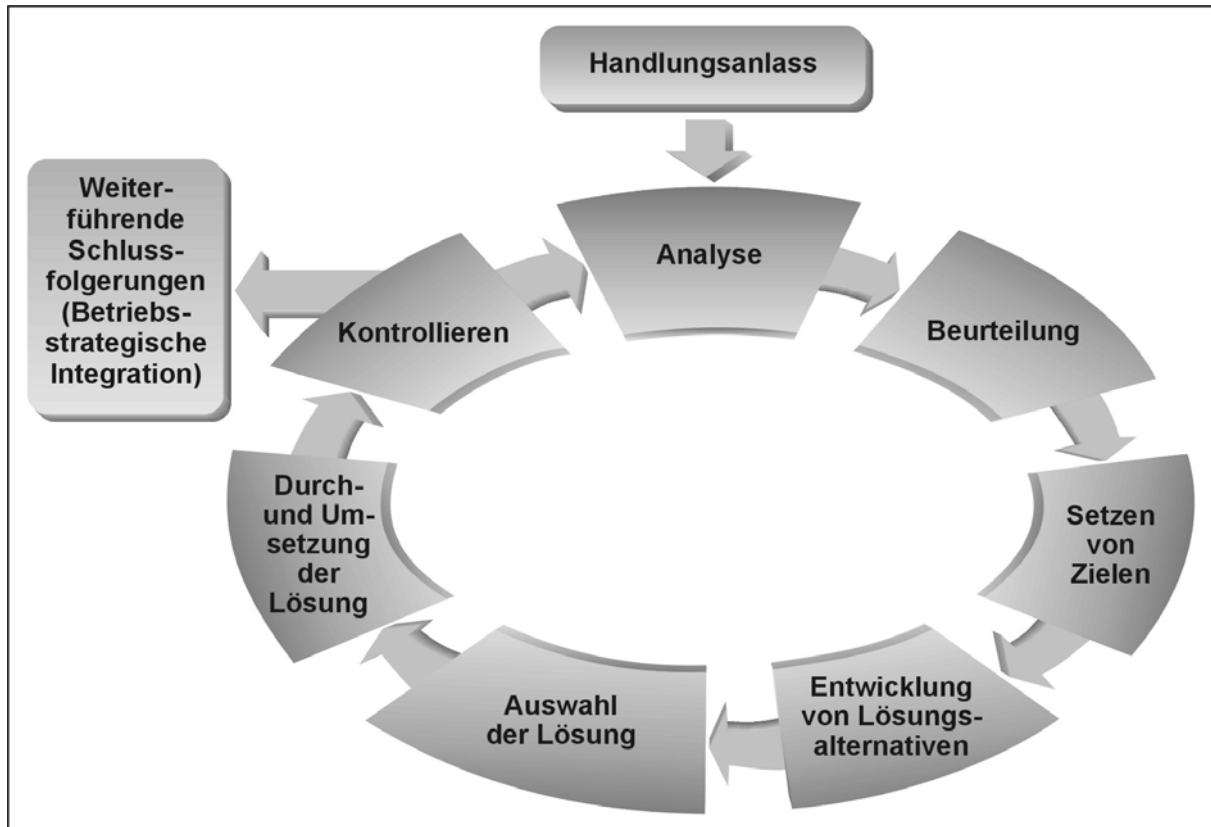 Handlungsanlass
Analyse
Beurteilung
Setzen
von
Zielen
Entwicklung
von Lösungs-
alternativen
Auswahl
der Lösung
Durch-
und Um-
setzung
der
Lösung
Kontrollieren
Weiter-
führende
Schluss-
folgerungen
(Betriebs-
strategische
Integration)